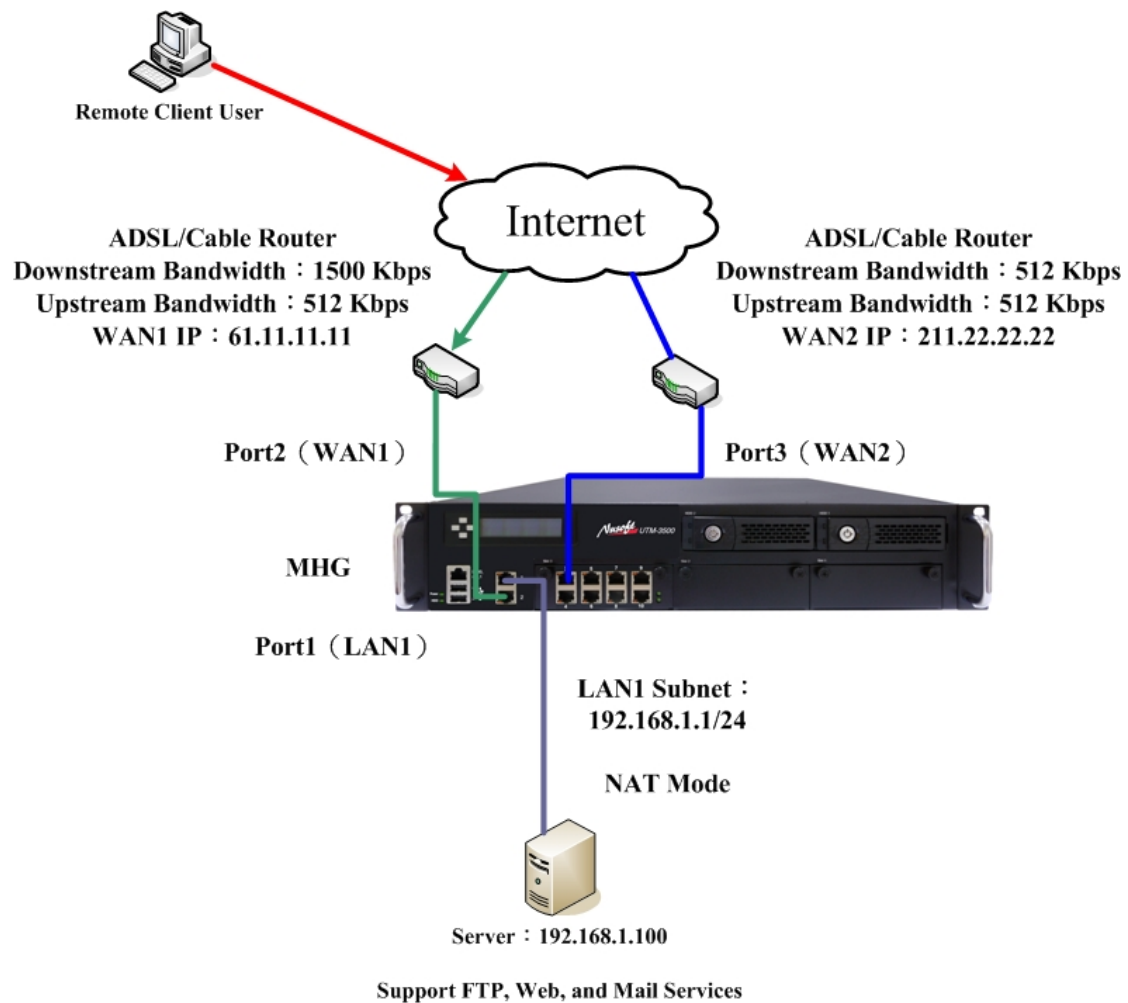 Remote Client User
Internet
ADSL/Cable Router
Downstream Bandwidth：1500 Kbps
Upstream Bandwidth：512 Kbps
WAN1 IP：61.11.11.11
ADSL/Cable Router
Downstream Bandwidth：512 Kbps
Upstream Bandwidth：512 Kbps
WAN2 IP：211.22.22.22
Port2（WAN1）
Port3（WAN2）
Nusoft UTM-3500
MHG
Port1（LAN1）
LAN1 Subnet：
192.168.1.1/24
NAT Mode
Server：192.168.1.100
Support FTP, Web, and Mail Services